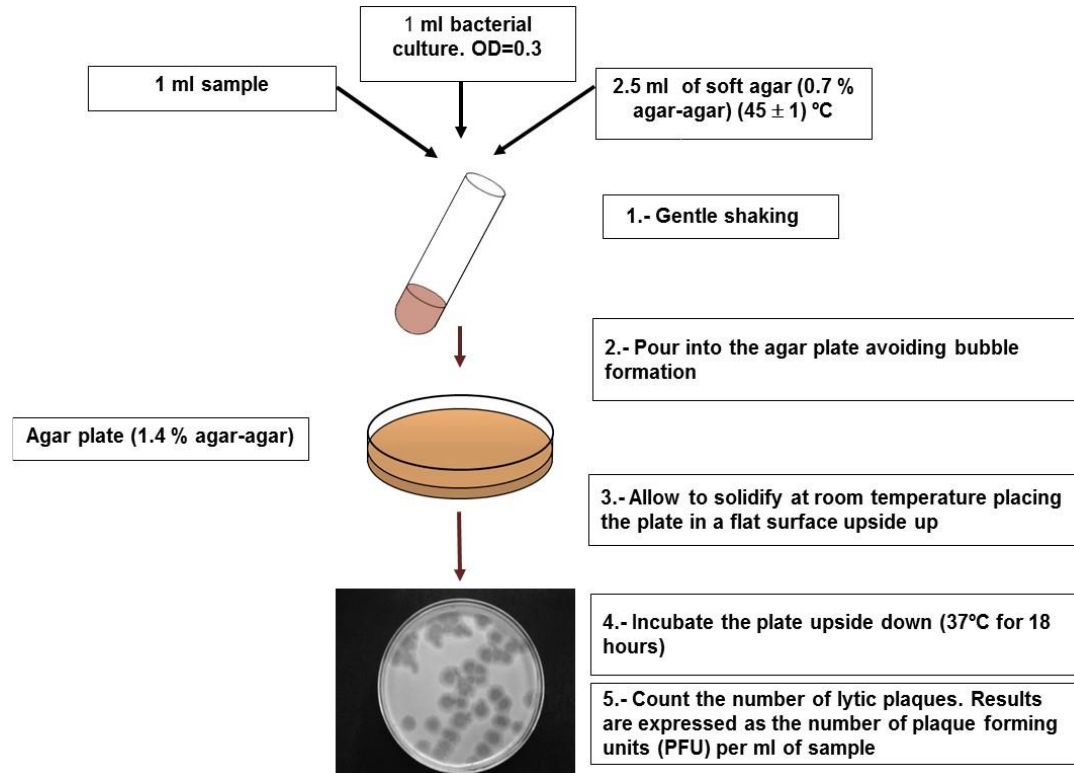 1 ml bacterial
culture. OD=0.3
1 ml sample
2.5 ml of soft agar (0.7 %
agar-agar) (45 ± 1) ºC
1.- Gentle shaking
2.- Pour into the agar plate avoiding bubble
formation
Agar plate (1.4 % agar-agar)
3.- Allow to solidify at room temperature placing
the plate in a flat surface upside up
4.- Incubate the plate upside down (37ºC for 18
hours)
5.- Count the number of lytic plaques. Results
are expressed as the number of plaque forming
units (PFU) per ml of sample